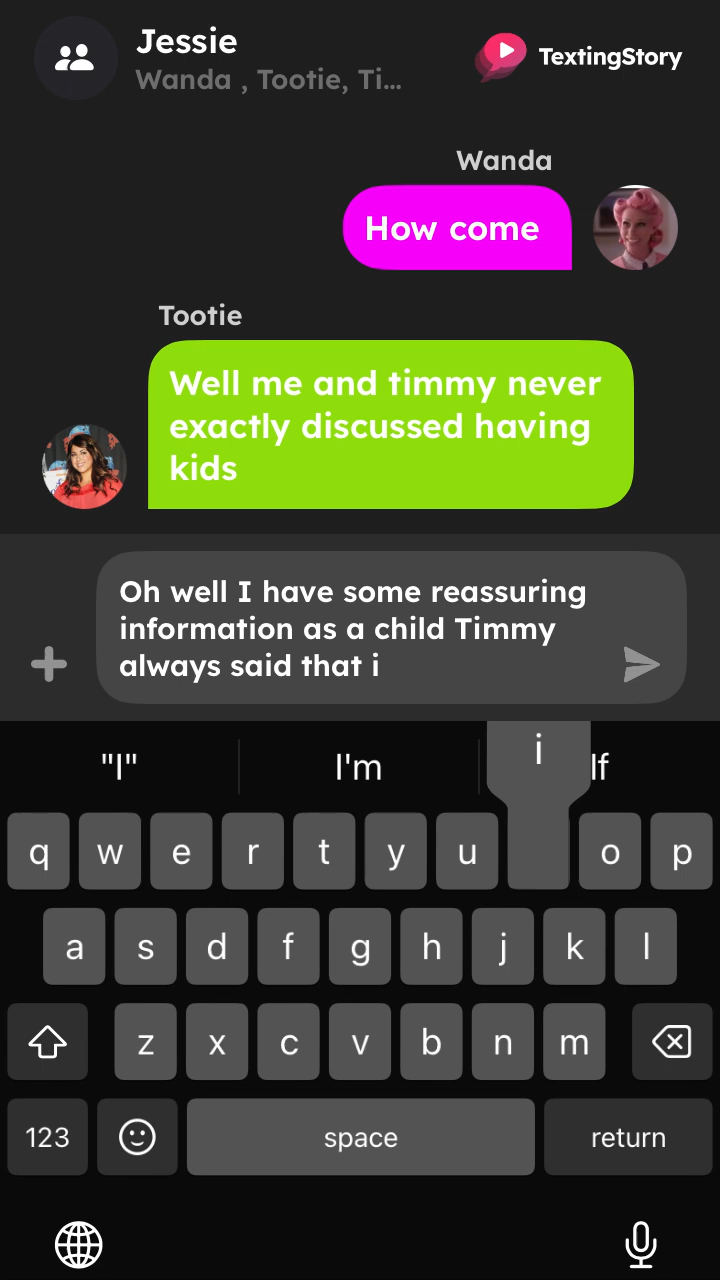 Jessie
Wanda , Tootie, Ti...
TextingStory
Wanda
How come
Tootie
Well me and timmy never
exactly discussed having
kids
Oh well I have some reassuring
information as a child Timmy
always said that i
"I" I'm If
i
q w e r t y u o p
a s d f g h j k l
z x c v b n m
123 space return